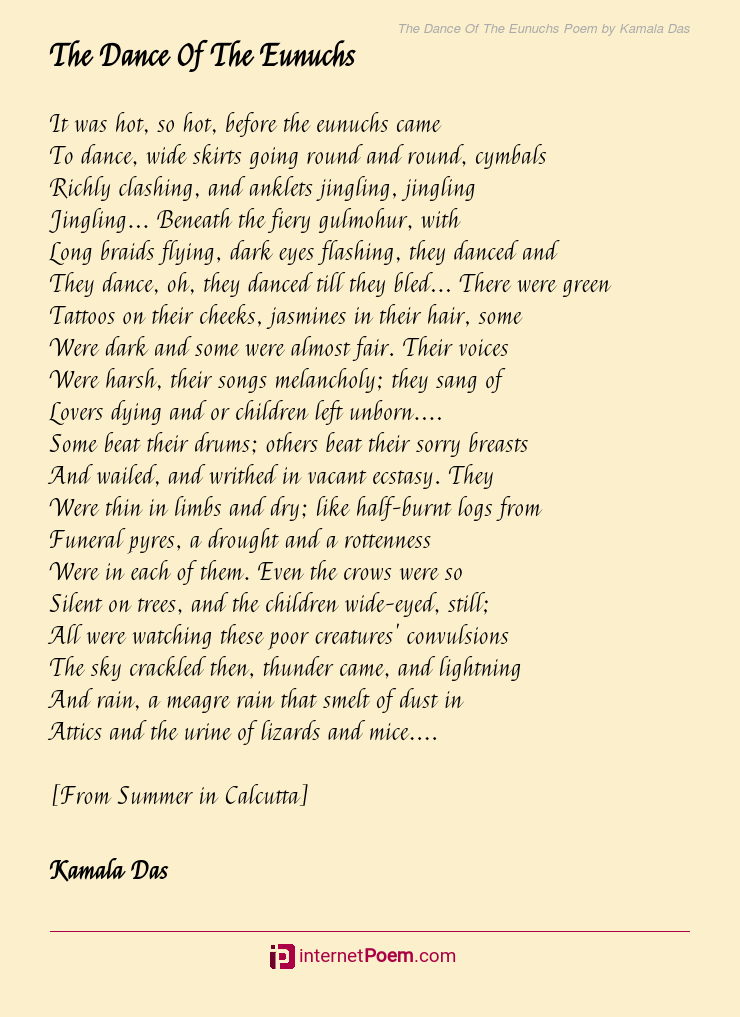 The Dance Of The Eunuchs Poem by Kamala Das
The Dance Of The Eunuchs
It was hot, so hot, before the eunuchs came
To dance, wide skirts going round and round, cymbals
Richly clashing, and anklets jingling, jingling
Jingling... Beneath the fiery gulmohur, with
Long braids flying, dark eyes flashing, they danced and
They dance, oh, they danced till they bled... There were green
Tattoos on their cheeks, jasmines in their hair, some
Were dark and some were almost fair. Their voices
Were harsh, their songs melancholy; they sang of
Lovers dying and or children left unborn....
Some beat their drums; others beat their sorry breasts
And wailed, and writhed in vacant ecstasy. They
Were thin in limbs and dry; like half-burnt logs from
Funeral pyres, a drought and a rottenness
Were in each of them. Even the crows were so
Silent on trees, and the children wide-eyed, still;
All were watching these poor creatures' convulsions
The sky crackled then, thunder came, and lightning
And rain, a meagre rain that smelt of dust in
Attics and the urine of lizards and mice....
[From Summer in Calcutta]
Kamala Das
internetPoem.com